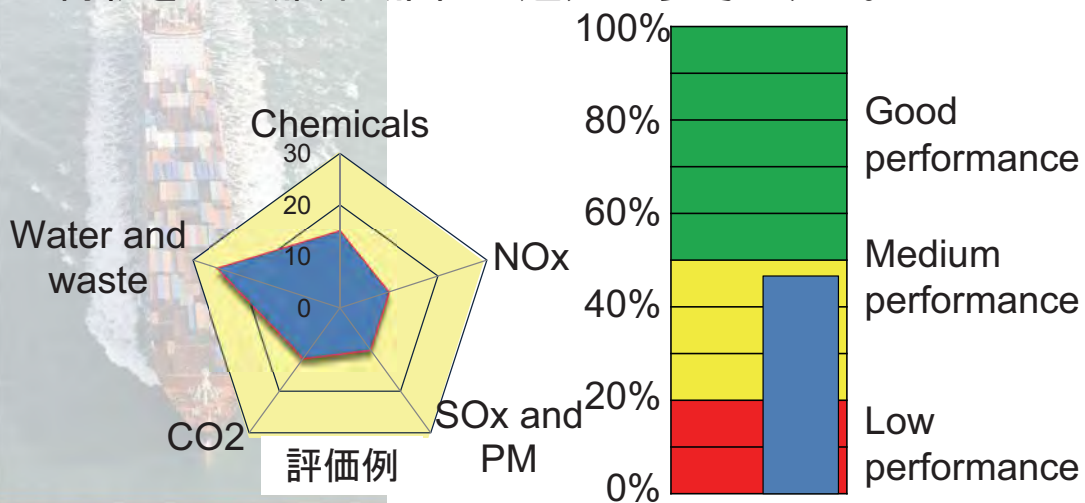 Chemicals
30
20
10
0
Water and
waste
NOx
CO2
SOx and
PM
評価例
100%
80%
60%
40%
20%
0%
Good
performance
Medium
performance
Low
performance